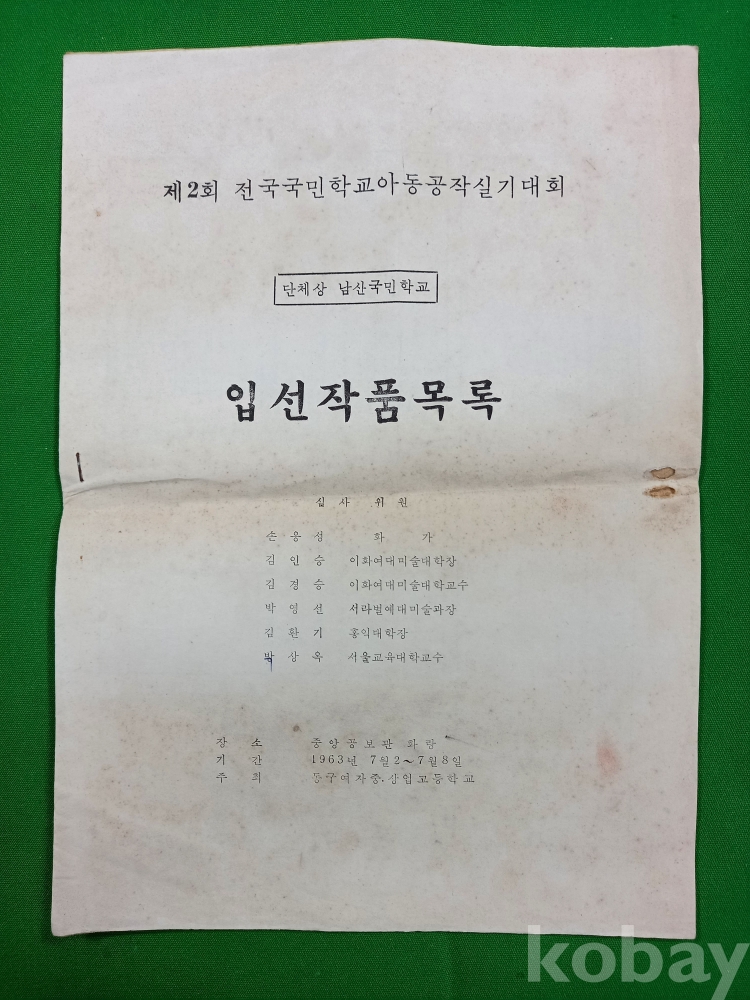 제2회 전국국민학교아동공작실기대회
단체상 남산국민학교
입선작품목록
심사 위원
손응성 화가
김인승 이화여대미술대학장
김경승 이화여대미술대학교수
박영선 서라벌예대미술과장
김환기 홍익대학장
박상옥 서울교육대학교수
장소 중앙공보관 화랑
기간 1963년 7월2~7월8일
주최 동구여자중.상업고등학교
kobay